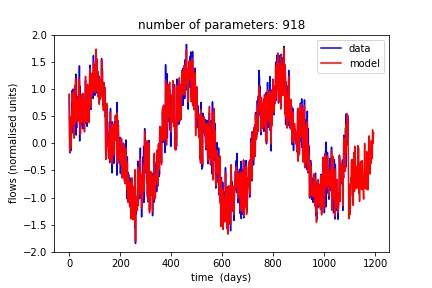 number of parameters: 918
2.0
1.5
1.0
0.5
0.0
−0.5
−1.0
−1.5
−2.0
flows (normalised units)
data
model
0 200 400 600 800 1000 1200
time (days)